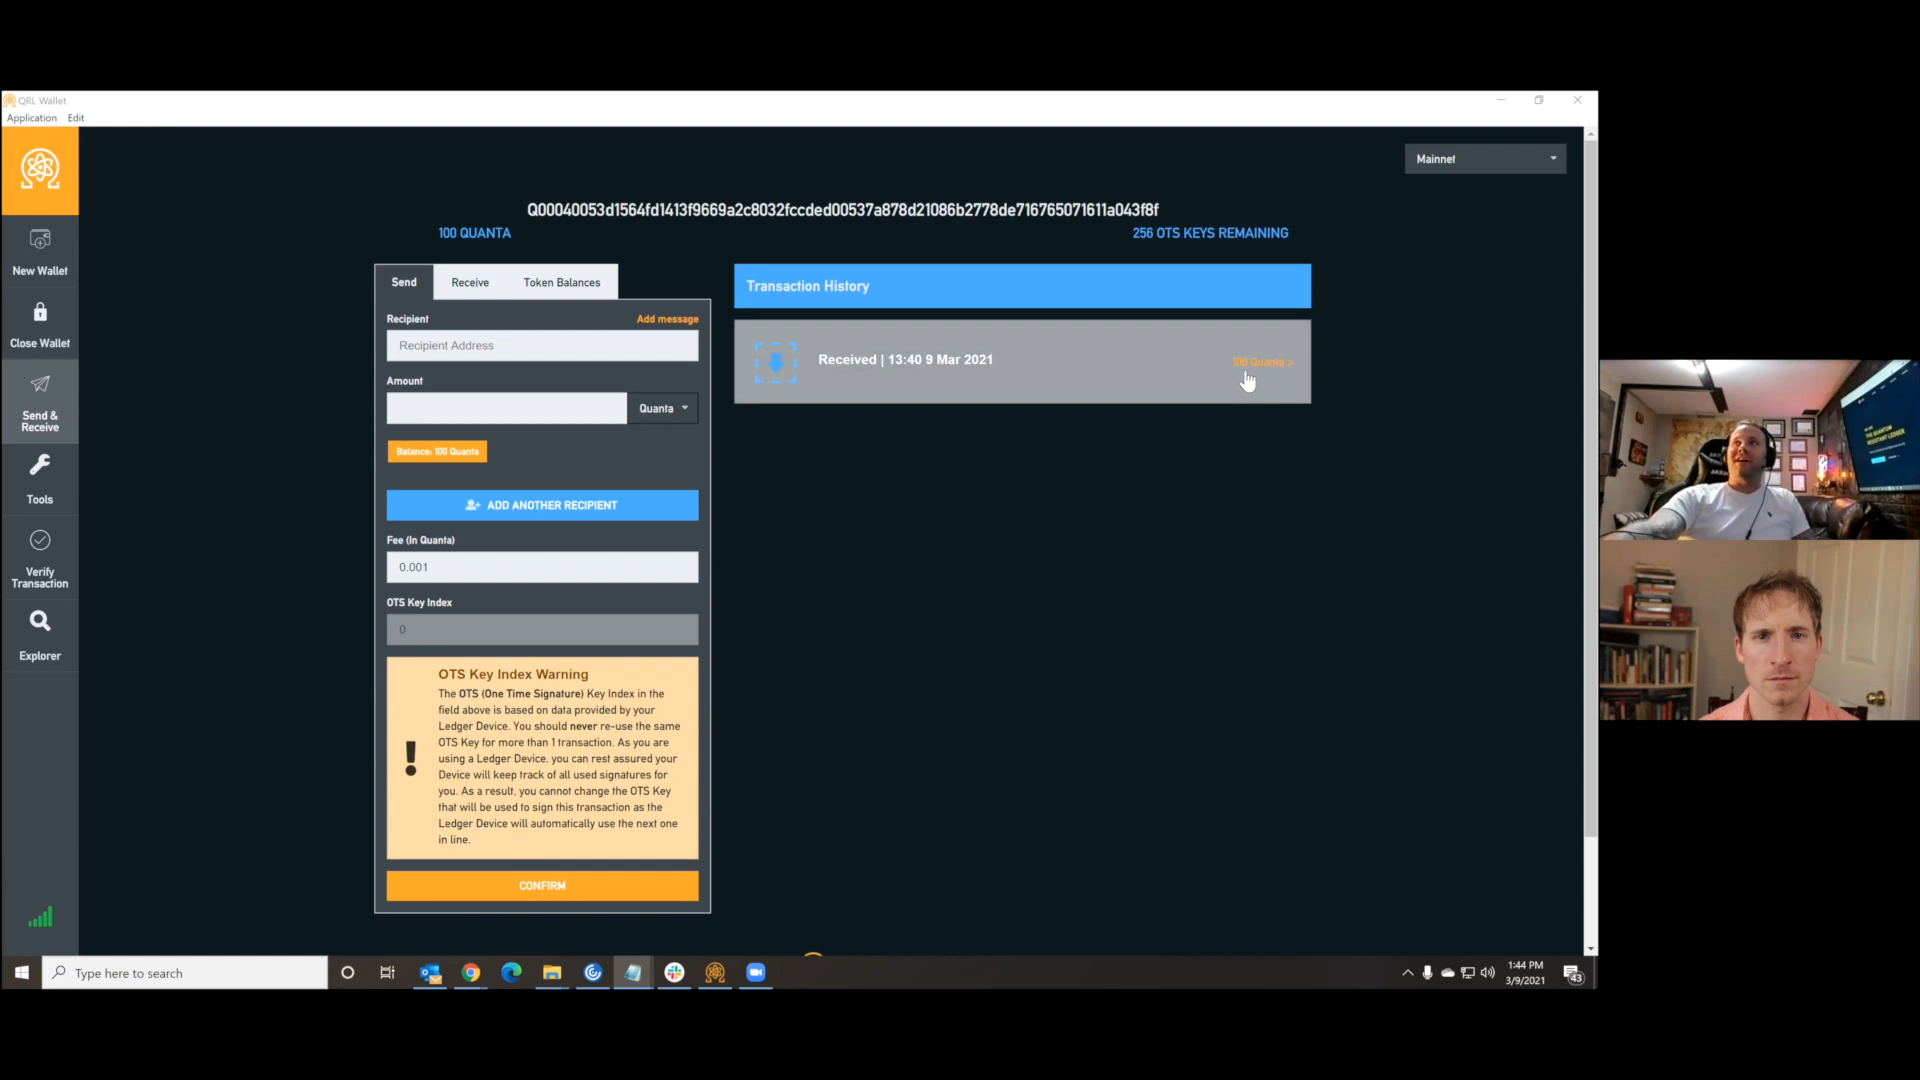 QRL Wallet
Application Edit
Mainnet
Q00040053d1564fd1413f9669a2c8032fccded00537a878d21086b2778de716765071611a043f8f
100 QUANTA
256 OTS KEYS REMAINING
New Wallet
Close Wallet
Send &
Receive
Tools
Verify
Transaction
Explorer
Send Receive Token Balances
Recipient Add message
Recipient Address
Amount
Quanta
Balance: 100 Quanta
ADD ANOTHER RECIPIENT
Fee (In Quanta)
0.001
OTS Key Index
0
OTS Key Index Warning
The OTS (One Time Signature) Key Index in the
field above is based on data provided by your
Ledger Device. You should never re-use the same
OTS Key for more than 1 transaction. As you are
using a Ledger Device, you can rest assured your
Device will keep track of all used signatures for
you. As a result, you cannot change the OTS Key
that will be used to sign this transaction as the
Ledger Device will automatically use the next one
in line.
CONFIRM
Transaction History
Received | 13:40 9 Mar 2021
100 Quanta >
THE QUANTUM
RESISTANT LEDGER
Type here to search
1:44 PM
3/9/2021
43